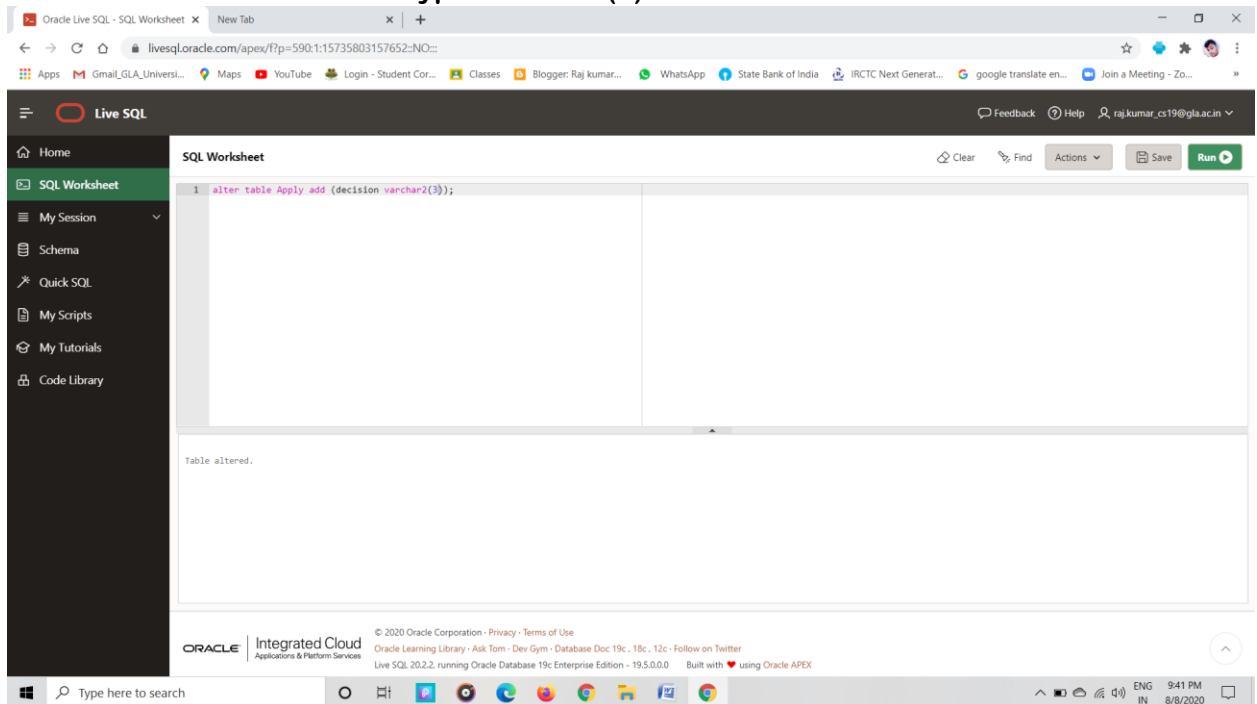 Oracle Live SQL - SQL Worksheet
New Tab
livesql.oracle.com/apex/f?p=590:1:15735803157652::NO:::
Apps
Gmail_GLA_Universi...
Maps
YouTube
Login - Student Cor...
Classes
Blogger: Raj kumar...
WhatsApp
State Bank of India
IRCTC Next Generat...
google translate en...
Join a Meeting - Zo...
»
Live SQL
Feedback
Help
raj.kumar_cs19@gla.ac.in
Home
SQL Worksheet
My Session
Schema
Quick SQL
My Scripts
My Tutorials
Code Library
SQL Worksheet
Clear
Find
Actions
Save
Run
1 alter table Apply add (decision varchar2(3));
Table altered.
ORACLE
Integrated Cloud
Applications & Platform Services
© 2020 Oracle Corporation · Privacy · Terms of Use
Oracle Learning Library · Ask Tom · Dev Gym · Database Doc 19c, 18c, 12c · Follow on Twitter
Live SQL 20.2.2, running Oracle Database 19c Enterprise Edition - 19.5.0.0.0 Built with ❤ using Oracle APEX
Type here to search
ENG
IN
9:41 PM
8/8/2020